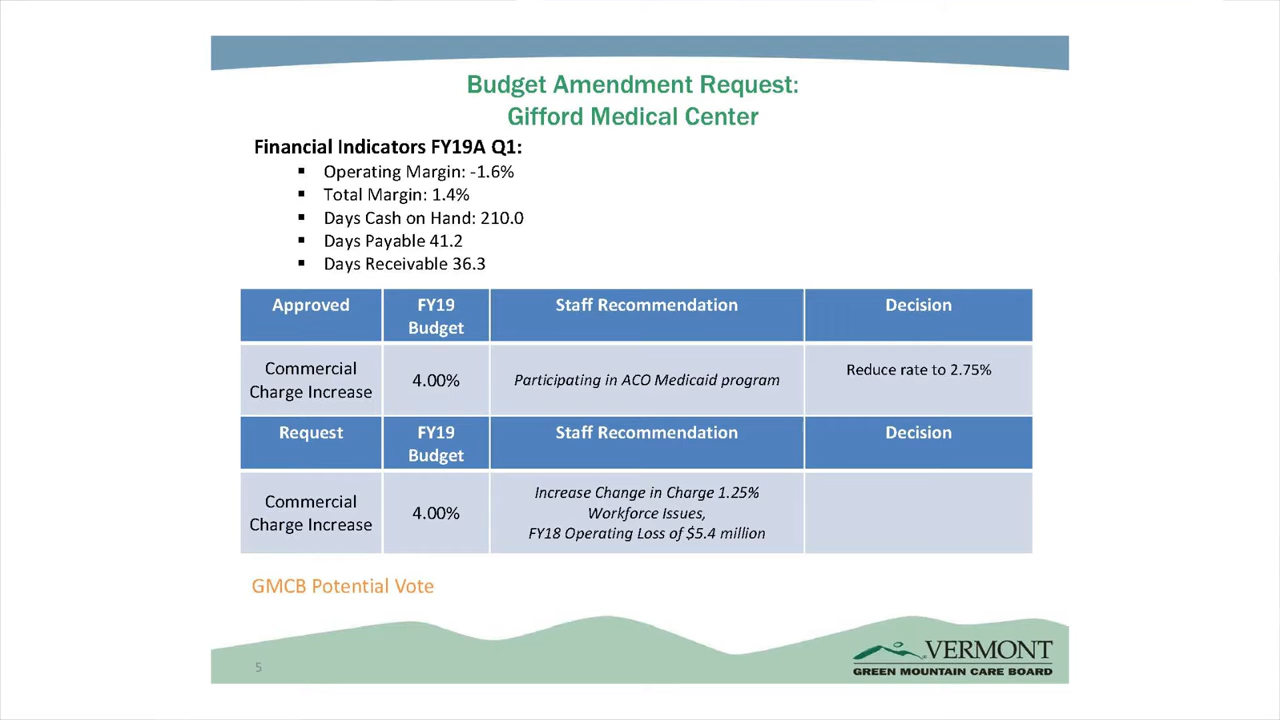 Budget Amendment Request:
Gifford Medical Center
Financial Indicators FY19A Q1:
▪ Operating Margin: -1.6%
▪ Total Margin: 1.4%
▪ Days Cash on Hand: 210.0
▪ Days Payable 41.2
▪ Days Receivable 36.3
Approved
FY19
Budget
Staff Recommendation
Decision
Commercial
Charge Increase
4.00%
Participating in ACO Medicaid program
Reduce rate to 2.75%
Request
FY19
Budget
Staff Recommendation
Decision
Commercial
Charge Increase
4.00%
Increase Change in Charge 1.25%
Workforce Issues,
FY18 Operating Loss of $5.4 million
GMCB Potential Vote
5
VERMONT
GREEN MOUNTAIN CARE BOARD